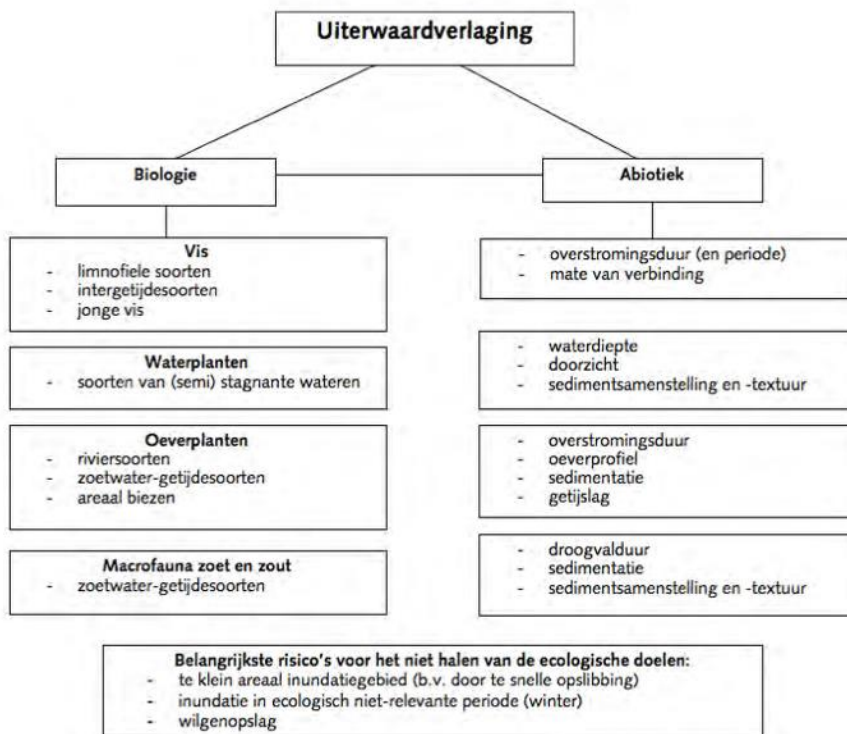 Uiterwaardverlaging
Biologie
Abiotiek
Vis
- limnofiele soorten
- intergetijdesoorten
- jonge vis
- overstromingsduur (en periode)
- mate van verbinding
Waterplanten
- soorten van (semi) stagnante wateren
- waterdiepte
- doorzicht
- sedimentsamenstelling en -textuur
Oeverplanten
- riviersoorten
- zoetwater-getijdesoorten
- areaal biezen
- overstromingsduur
- oeverprofiel
- sedimentatie
- getijslag
Macrofauna zoet en zout
- zoetwater-getijdesoorten
- droogvalduur
- sedimentatie
- sedimentsamenstelling en -textuur
Belangrijkste risico's voor het niet halen van de ecologische doelen:
- te klein areaal inundatiegebied (b.v. door te snelle opslibbing)
- inundatie in ecologisch niet-relevante periode (winter)
- wilgenopslag